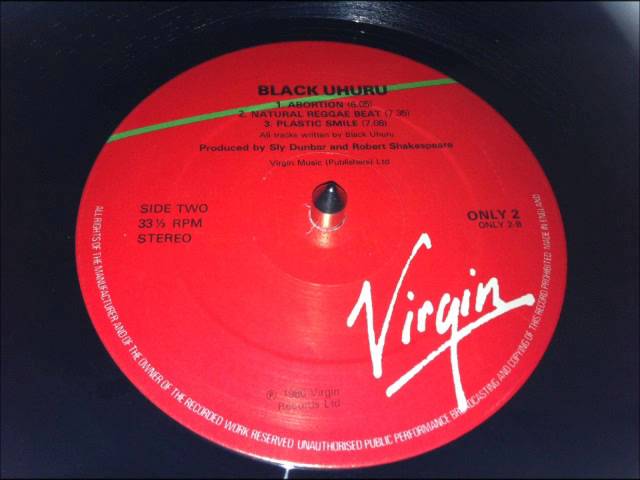 BLACK UHURU
1. ABORTION (6.05)
2. NATURAL REGGAE BEAT (7.35)
3. PLASTIC SMILE (7.08)
All tracks written by Black Uhuru
Produced by Sly Dunbar and Robert Shakespeare
Virgin Music (Publishers) Ltd
SIDE TWO
33⅓ RPM
STEREO
ONLY 2
ONLY 2-B
Virgin
℗ 1980 Virgin
Records Ltd
ALL RIGHTS OF THE MANUFACTURER AND OF THE OWNER OF THE RECORDED WORK RESERVED UNAUTHORISED PUBLIC PERFORMANCE BROADCASTING AND COPYING OF THIS RECORD PROHIBITED MADE IN ENGLAND